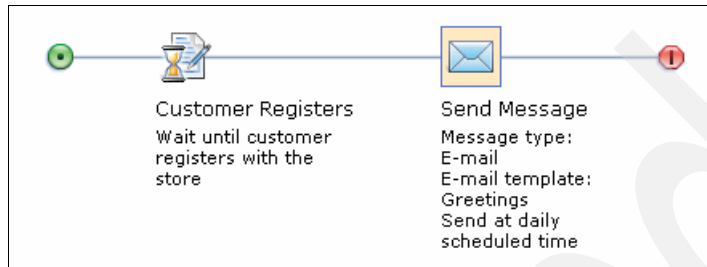 Customer Registers
Wait until customer
registers with the
store
Send Message
Message type:
E-mail
E-mail template:
Greetings
Send at daily
scheduled time